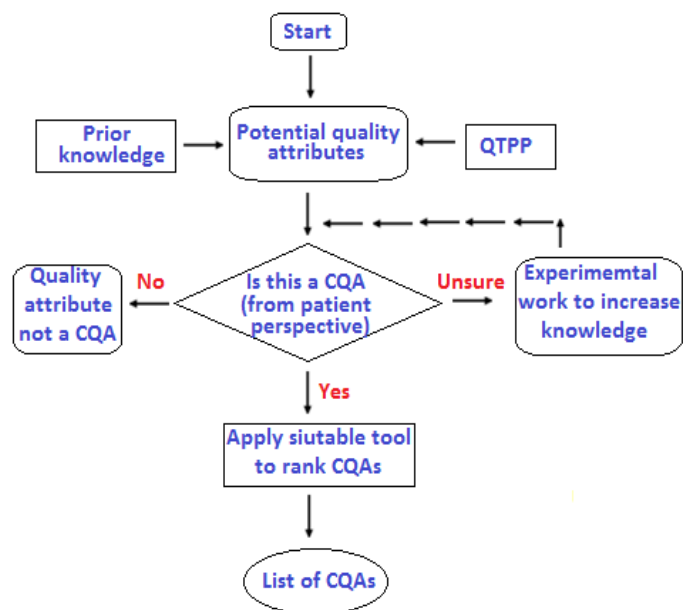 Start
Prior
knowledge
Potential quality
attributes
QTPP
Quality
attribute
not a CQA
No
Is this a CQA
(from patient
perspective)
Unsure
Experimemtal
work to increase
knowledge
Yes
Apply siutable tool
to rank CQAs
List of CQAs